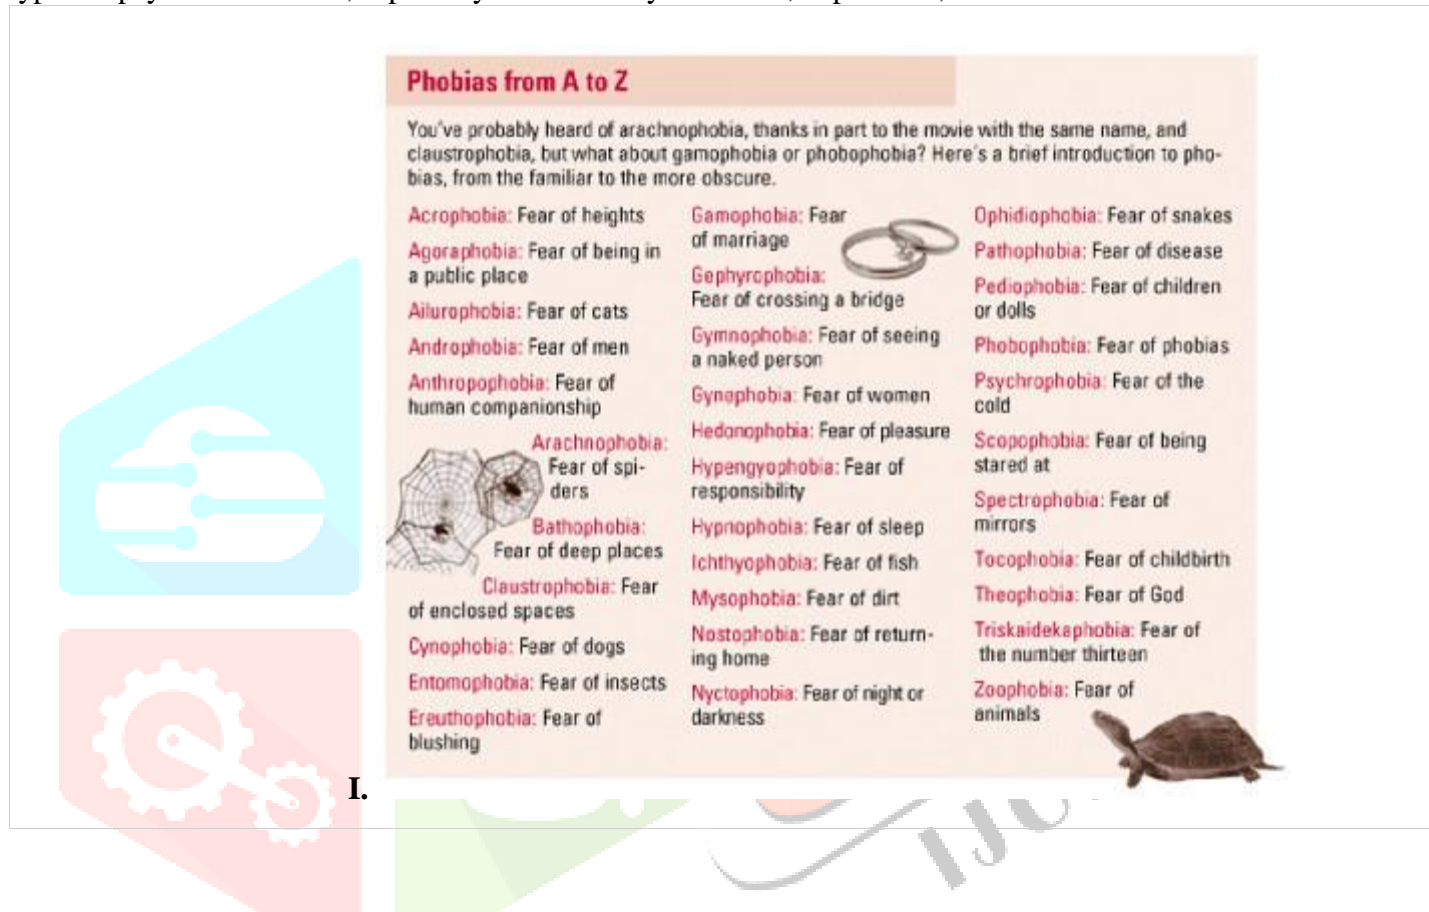 Phobias from A to Z
You've probably heard of arachnophobia, thanks in part to the movie with the same name, and
claustrophobia, but what about gamophobia or phobophobia? Here's a brief introduction to pho-
bias, from the familiar to the more obscure.
Acrophobia: Fear of heights
Agoraphobia: Fear of being in
a public place
Ailurophobia: Fear of cats
Androphobia: Fear of men
Anthropophobia: Fear of
human companionship
Arachnophobia:
Fear of spi-
ders
Bathophobia:
Fear of deep places
Claustrophobia: Fear
of enclosed spaces
Cynophobia: Fear of dogs
Entomophobia: Fear of insects
Ereuthophobia: Fear of
blushing
Gamophobia: Fear
of marriage
Gephyrophobia:
Fear of crossing a bridge
Gymnophobia: Fear of seeing
a naked person
Gynephobia: Fear of women
Hedonophobia: Fear of pleasure
Hypengyophobia: Fear of
responsibility
Hypnophobia: Fear of sleep
Ichthyophobia: Fear of fish
Mysophobia: Fear of dirt
Nostophobia: Fear of return-
ing home
Nyctophobia: Fear of night or
darkness
Ophidiophobia: Fear of snakes
Pathophobia: Fear of disease
Pediophobia: Fear of children
or dolls
Phobophobia: Fear of phobias
Psychrophobia: Fear of the
cold
Scopophobia: Fear of being
stared at
Spectrophobia: Fear of
mirrors
Tocophobia: Fear of childbirth
Theophobia: Fear of God
Triskaidekaphobia: Fear of
the number thirteen
Zoophobia: Fear of
animals
I.